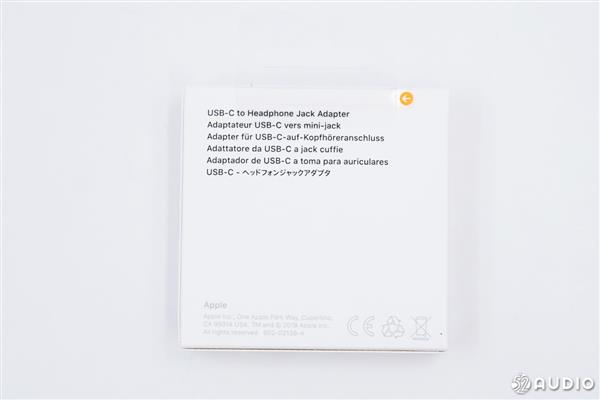 USB-C to Headphone Jack Adapter
Adaptateur USB-C vers mini-jack
Adapter für USB-C-auf-Kopfhöreranschluss
Adattatore da USB-C a jack cuffie
Adaptador de USB-C a toma para auriculares
USB-C - ヘッドフォンジャックアダプタ
Apple
Apple Inc., One Apple Park Way, Cupertino,
CA 95014 USA. TM and © 2019 Apple Inc.
All rights reserved.
CE
52AUDIO